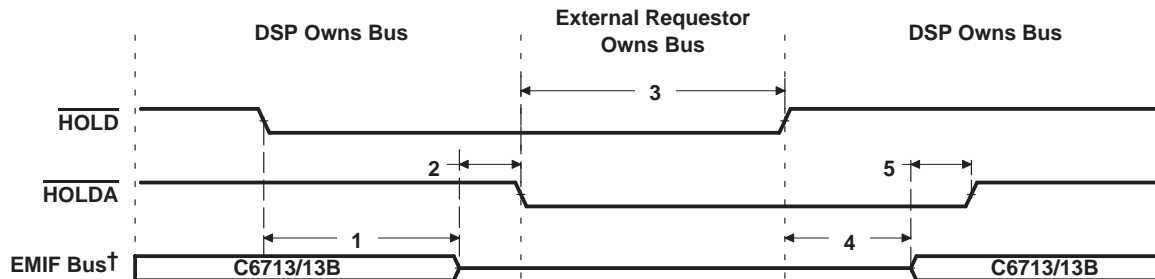 DSP Owns Bus
External Requestor
Owns Bus
DSP Owns Bus
3
HOLD
2
5
HOLDA
1
4
EMIF Bus†
C6713/13B
C6713/13B